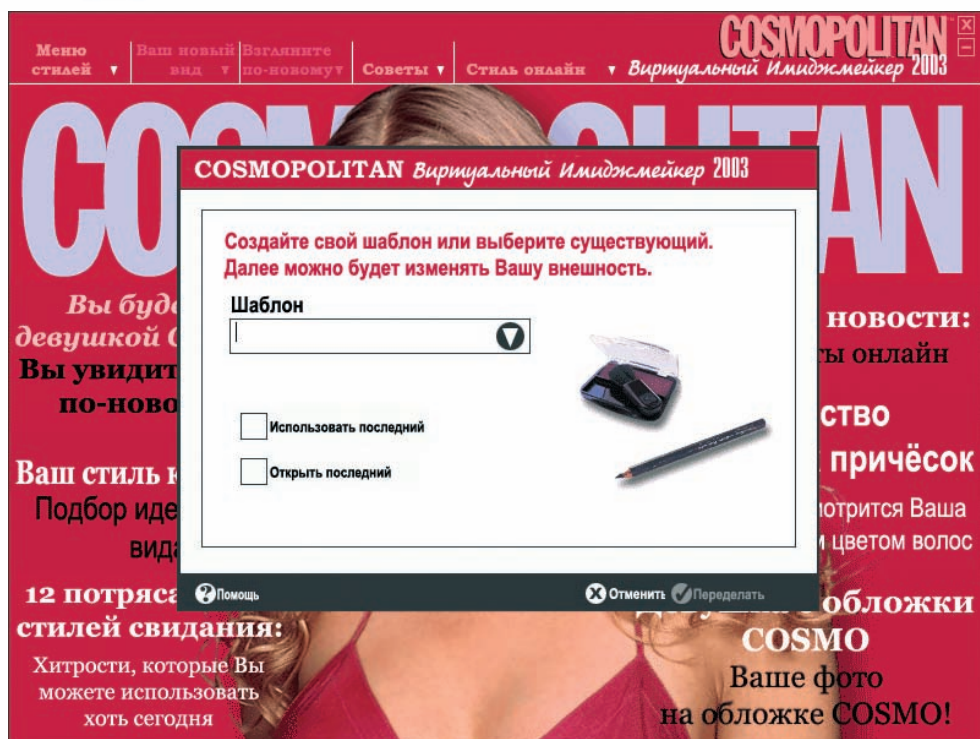 Меню
стилей
Ваш новый
вид
Взгляните
по-новому
Советы
Стиль онлайн
COSMOPOLITAN
Виртуальный Имиджмейкер 2003
COSMOPOLITAN Виртуальный Имиджмейкер 2003
Создайте свой шаблон или выберите существующий.
Далее можно будет изменять Вашу внешность.
Шаблон
Использовать последний
Открыть последний
Помощь
Отменить
Переделать
Вы
девушкой
Вы увидит
по-ново
Ваш стиль
Подбор иде
вид
12 потряса
стилей свидания:
Хитрости, которые Вы
можете использовать
хоть сегодня
новости:
ты онлайн
ство
причёсок
мотрится Ваша
и цветом волос
обложки
COSMO
Ваше фото
на обложке COSMO!